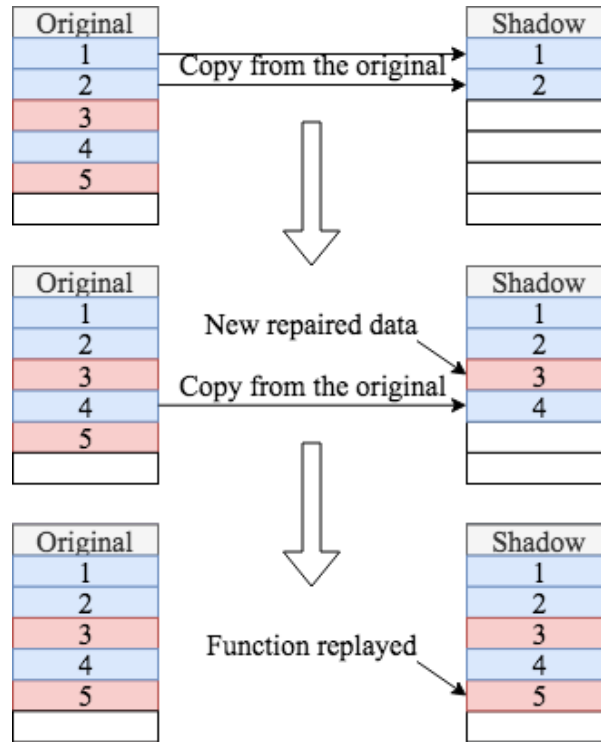 Original
Shadow
1
1
Copy from the original
2
2
3
4
5
Original
Shadow
1
1
New repaired data
2
2
3
3
Copy from the original
4
4
5
Original
Shadow
1
1
2
2
3
3
Function replayed
4
4
5
5